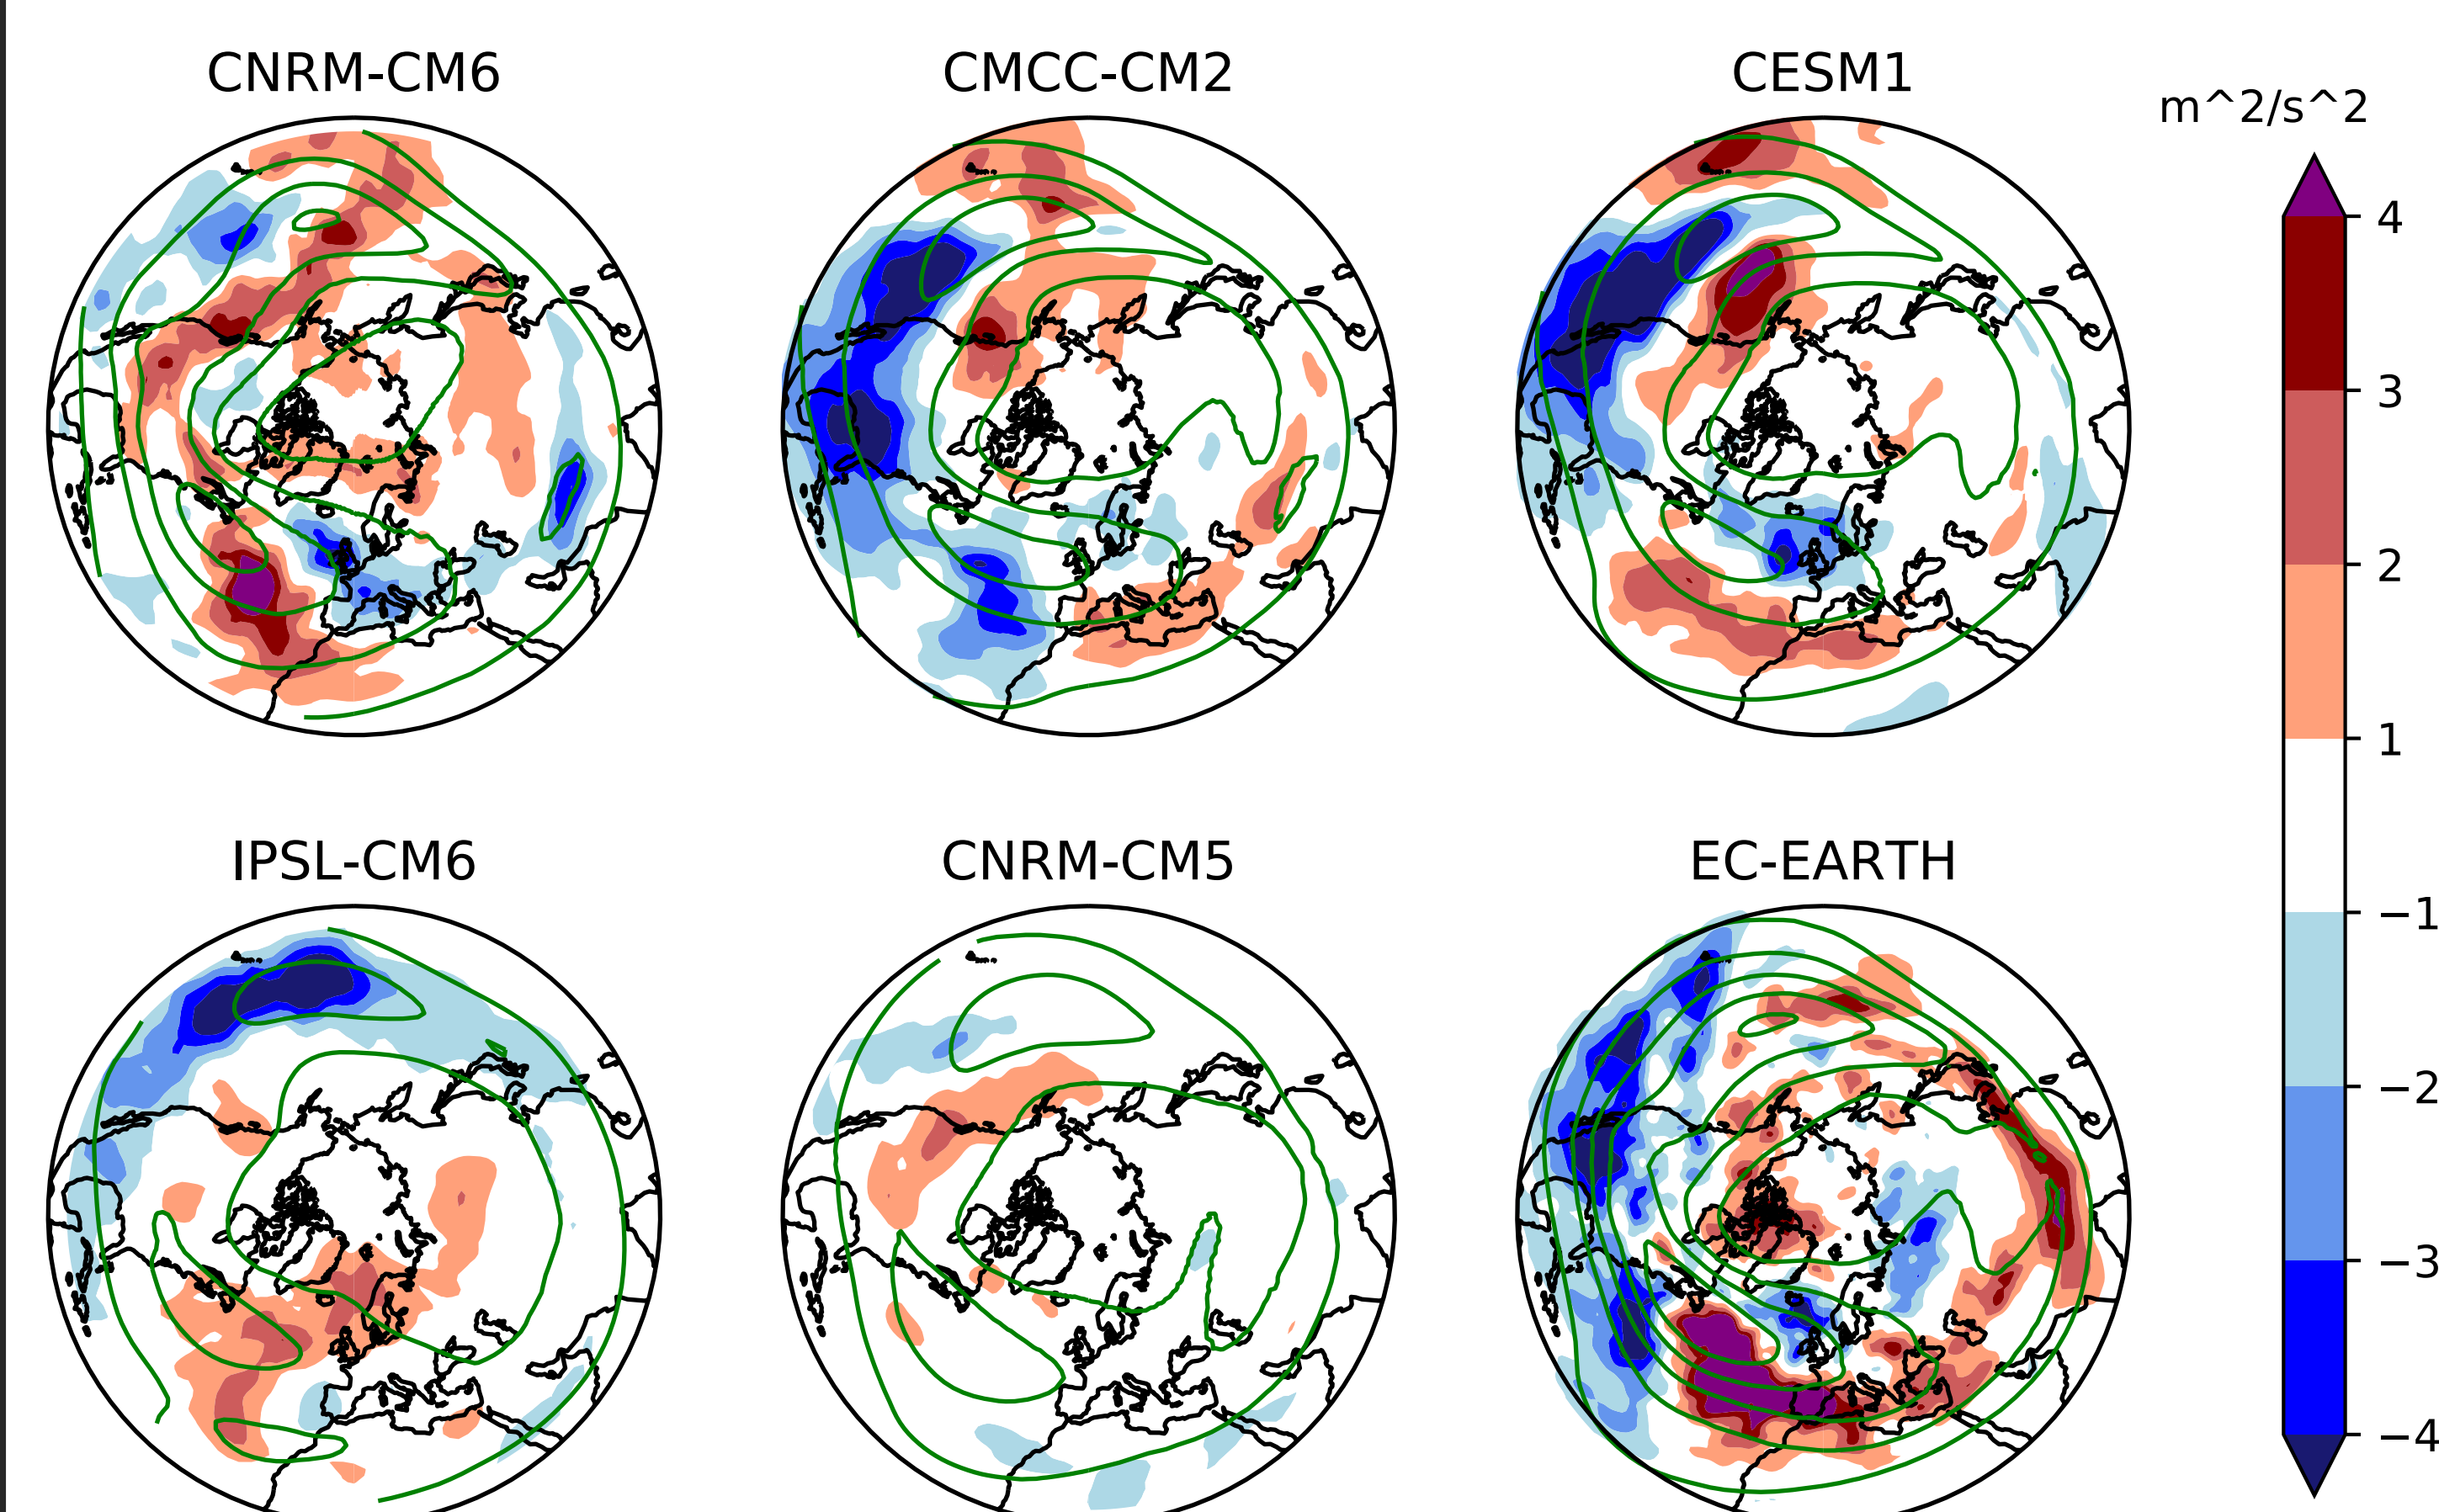 CNRM-CM6
CMCC-CM2
CESM1
m^2/s^2
4
3
2
1
−1
−2
−3
−4
IPSL-CM6
CNRM-CM5
EC-EARTH